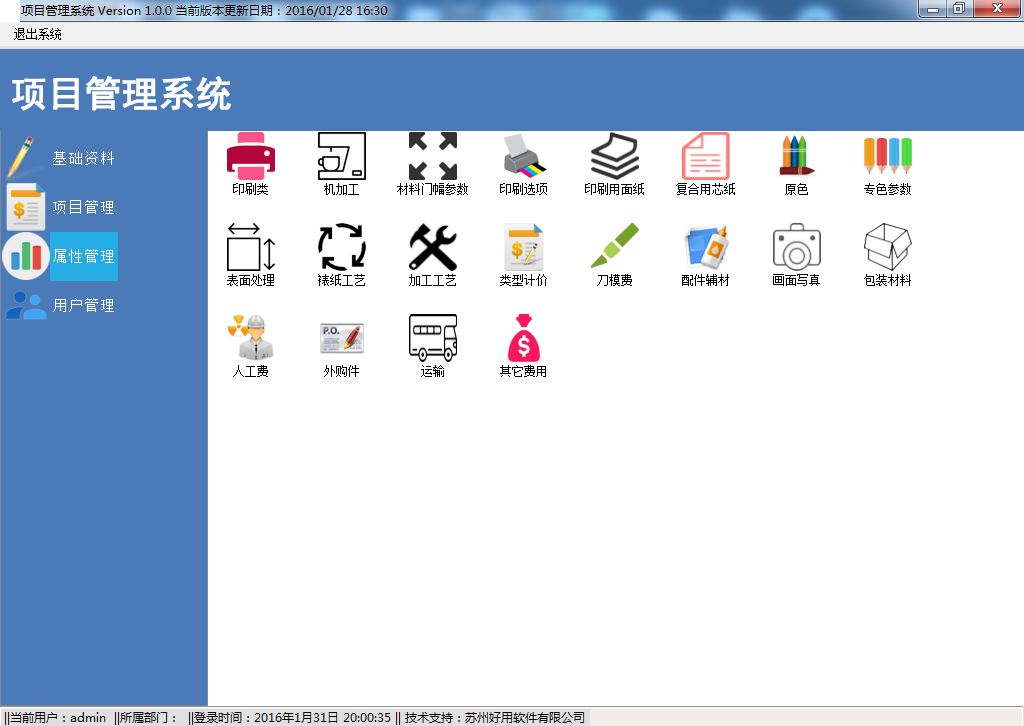 项目管理系统 Version 1.0.0 当前版本更新日期：2016/01/28 16:30
退出系统
项目管理系统
基础资料
项目管理
属性管理
用户管理
印刷类 机加工 材料门幅参数 印刷选项 印刷用面纸 复合用芯纸 原色 专色参数
表面处理 裱纸工艺 加工工艺 类型计价 刀模费 配件辅材 画面写真 包装材料
P.O.
人工费 外购件 运输 其它费用
||当前用户：admin ||所属部门： ||登录时间：2016年1月31日 20:00:35 || 技术支持：苏州好用软件有限公司